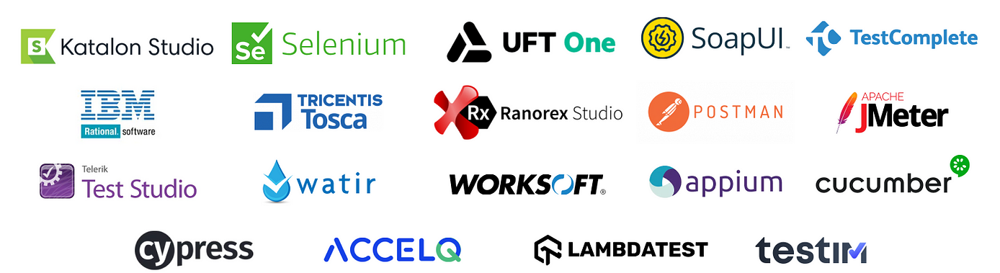 S Katalon Studio
Se Selenium
UFT One
SoapUI™
TC TestComplete
IBM
Rational. software
TRICENTIS
Tosca
Rx Ranorex Studio
POSTMAN
APACHE
JMeter
Telerik
Test Studio
watir
WORKSOFT®
appium
cucumber
cypress
ACCELQ
LAMBDATEST
testim